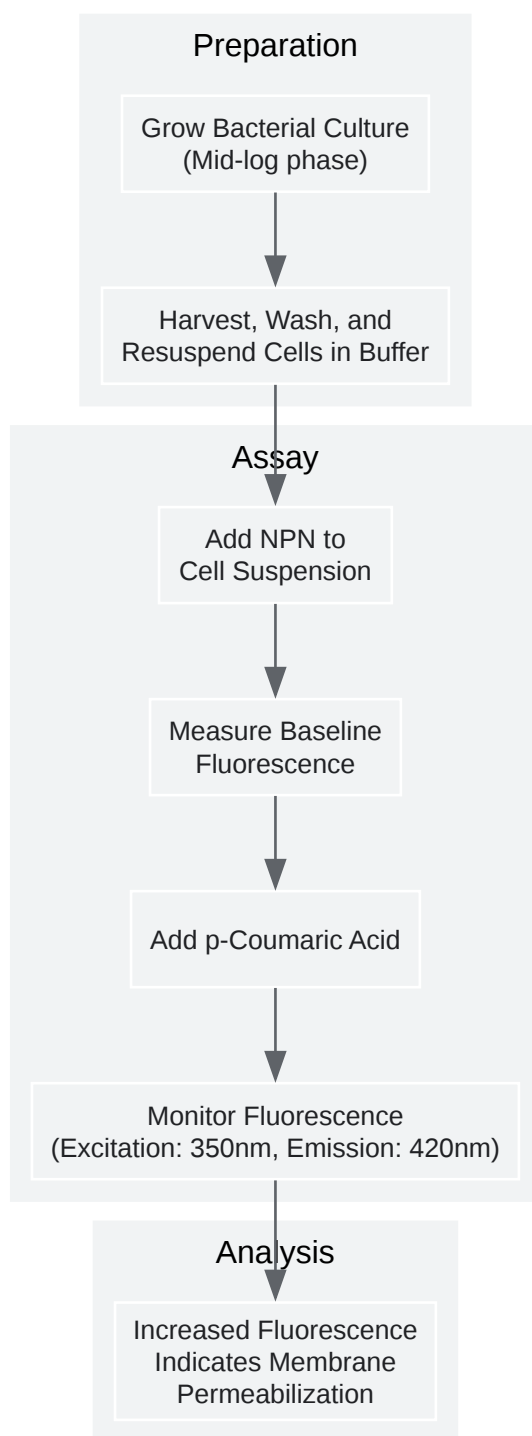 Preparation
Grow Bacterial Culture
(Mid-log phase)
Harvest, Wash, and
Resuspend Cells in Buffer
Assay
Add NPN to
Cell Suspension
Measure Baseline
Fluorescence
Add p-Coumaric Acid
Monitor Fluorescence
(Excitation: 350nm, Emission: 420nm)
Analysis
Increased Fluorescence
Indicates Membrane
Permeabilization